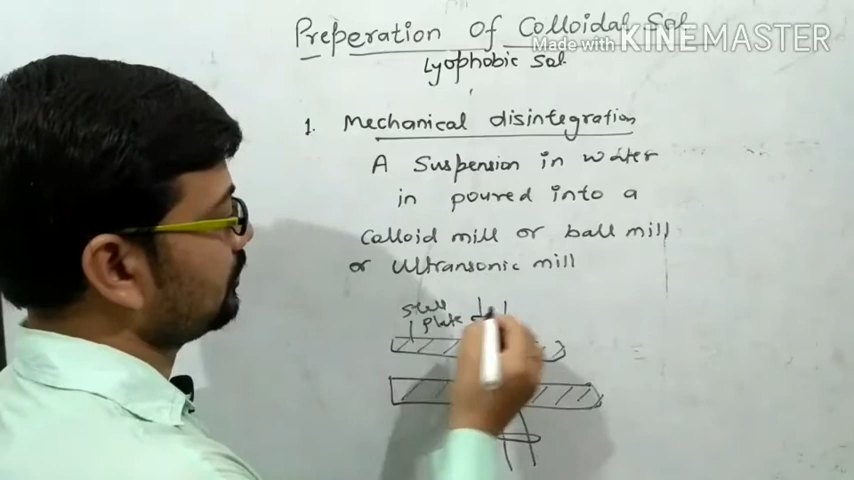 Preperation Of Colloidal Sol
Made with KINEMASTER
Lyophobic Sol
1. Mechanical disintegration
A Suspension in water
in poured into a
Colloid mill or ball mill
or Ultrasonic mill
Steel
Plate